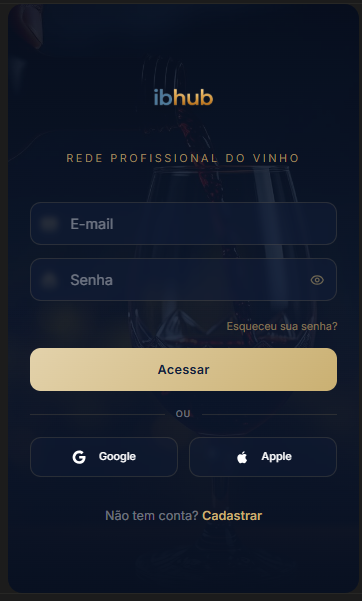 ibhub
REDE PROFISSIONAL DO VINHO
E-mail
Senha
Esqueceu sua senha?
Acessar
OU
Google
Apple
Não tem conta? Cadastrar